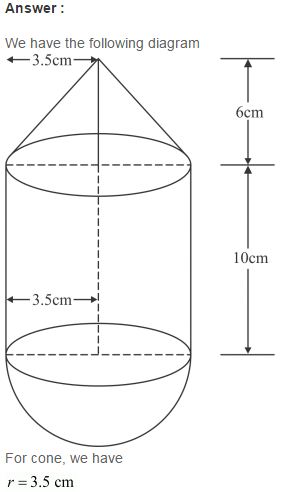 Answer :
We have the following diagram
3.5cm
6cm
10cm
3.5cm
For cone, we have
r = 3.5 cm